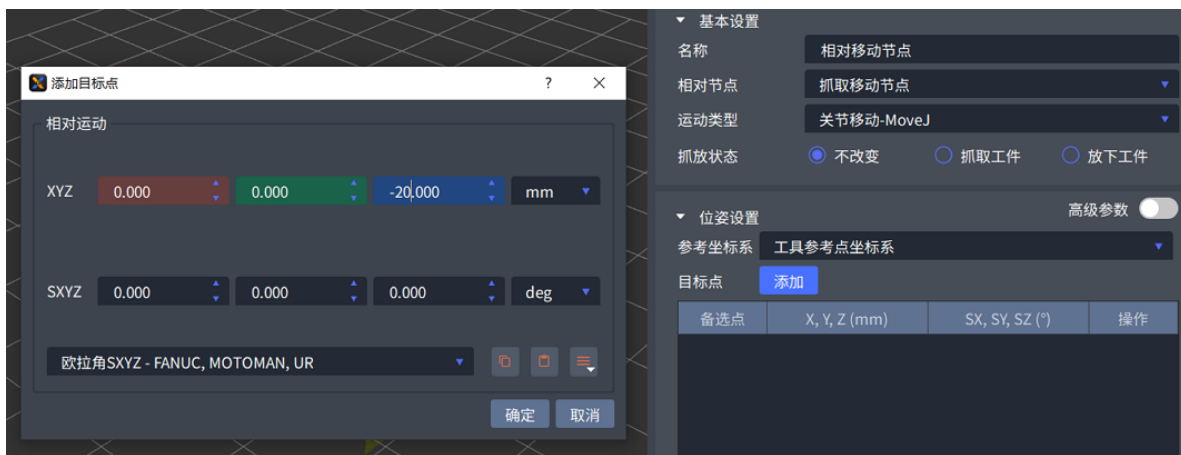 添加目标点 ? ×
相对运动
XYZ 0.000 0.000 -20.000 mm
SXYZ 0.000 0.000 0.000 deg
欧拉角SXYZ - FANUC, MOTOMAN, UR
确定 取消
基本设置
名称 相对移动节点
相对节点 抓取移动节点
运动类型 关节移动-MoveJ
抓放状态 不改变 抓取工件 放下工件
位姿设置 高级参数
参考坐标系 工具参考点坐标系
目标点 添加
备选点 X, Y, Z (mm) SX, SY, SZ (°) 操作